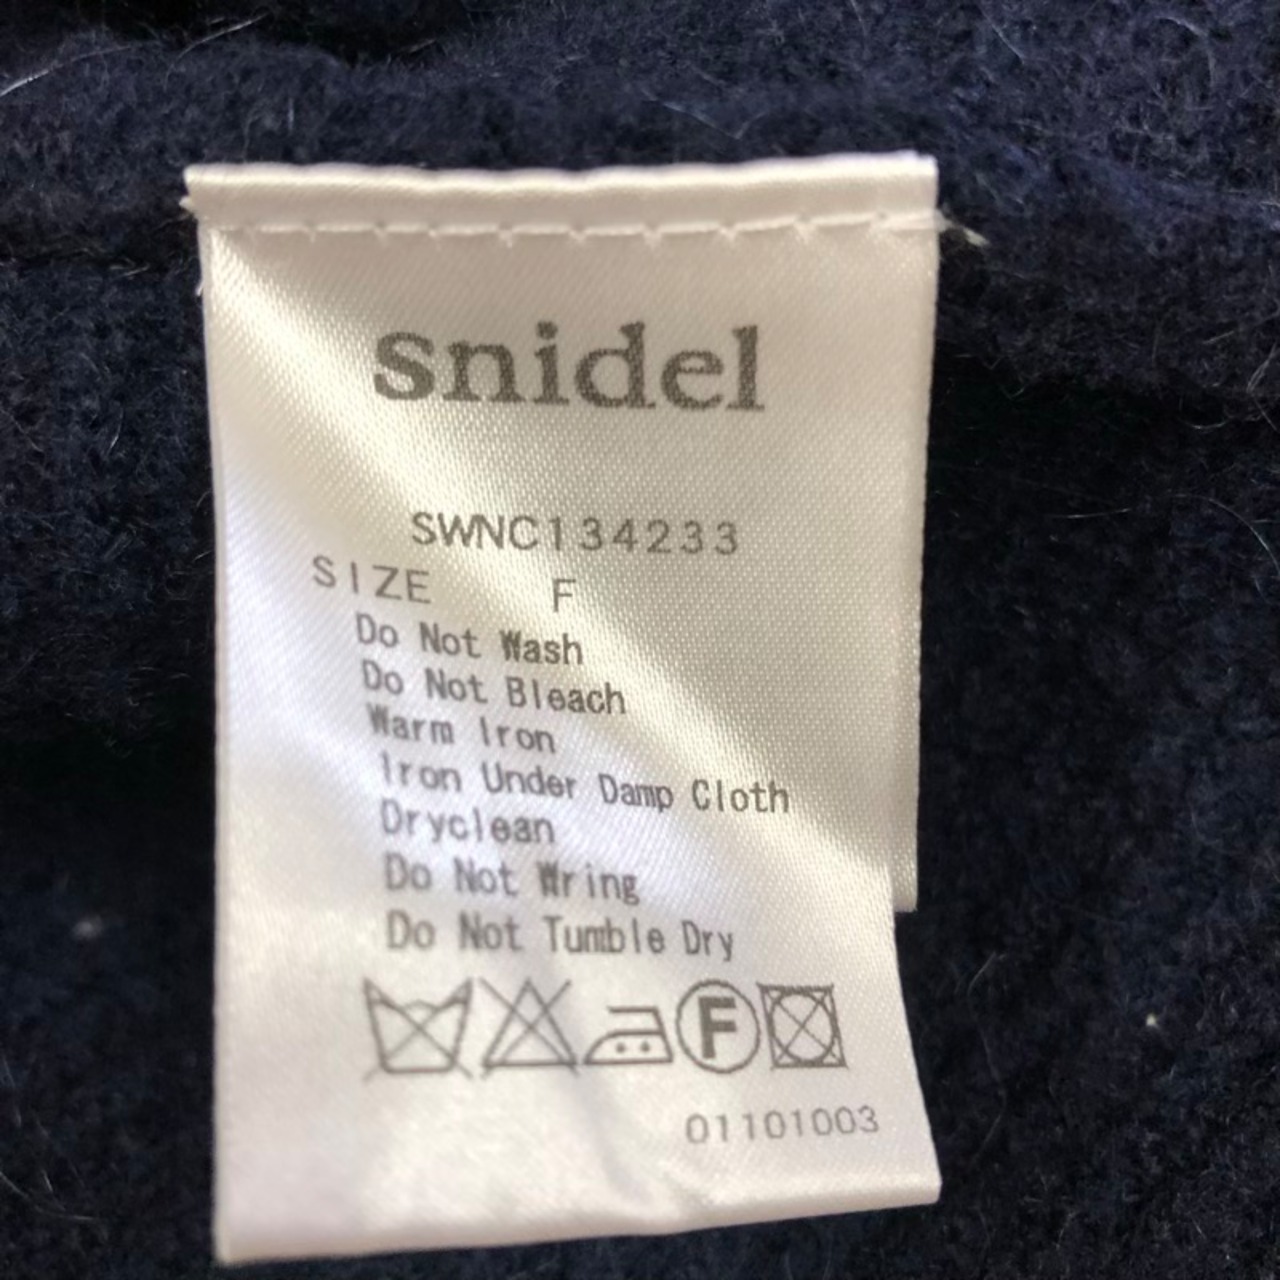 snidel
SWNC134233
SIZE F
Do Not Wash
Do Not Bleach
Warm Iron
Iron Under Damp Cloth
Dryclean
Do Not Wring
Do Not Tumble Dry
F
01101003